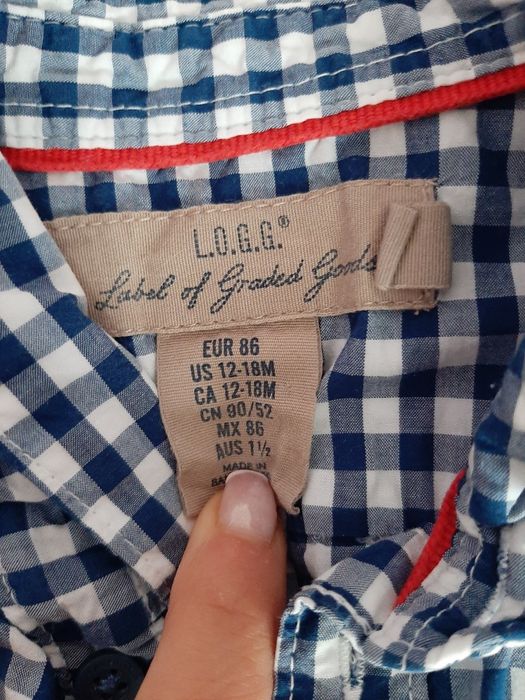 L.O.G.G.®
Label of Graded Goods
EUR 86
US 12-18M
CA 12-18M
CN 90/52
MX 86
AUS 1½
MADE IN